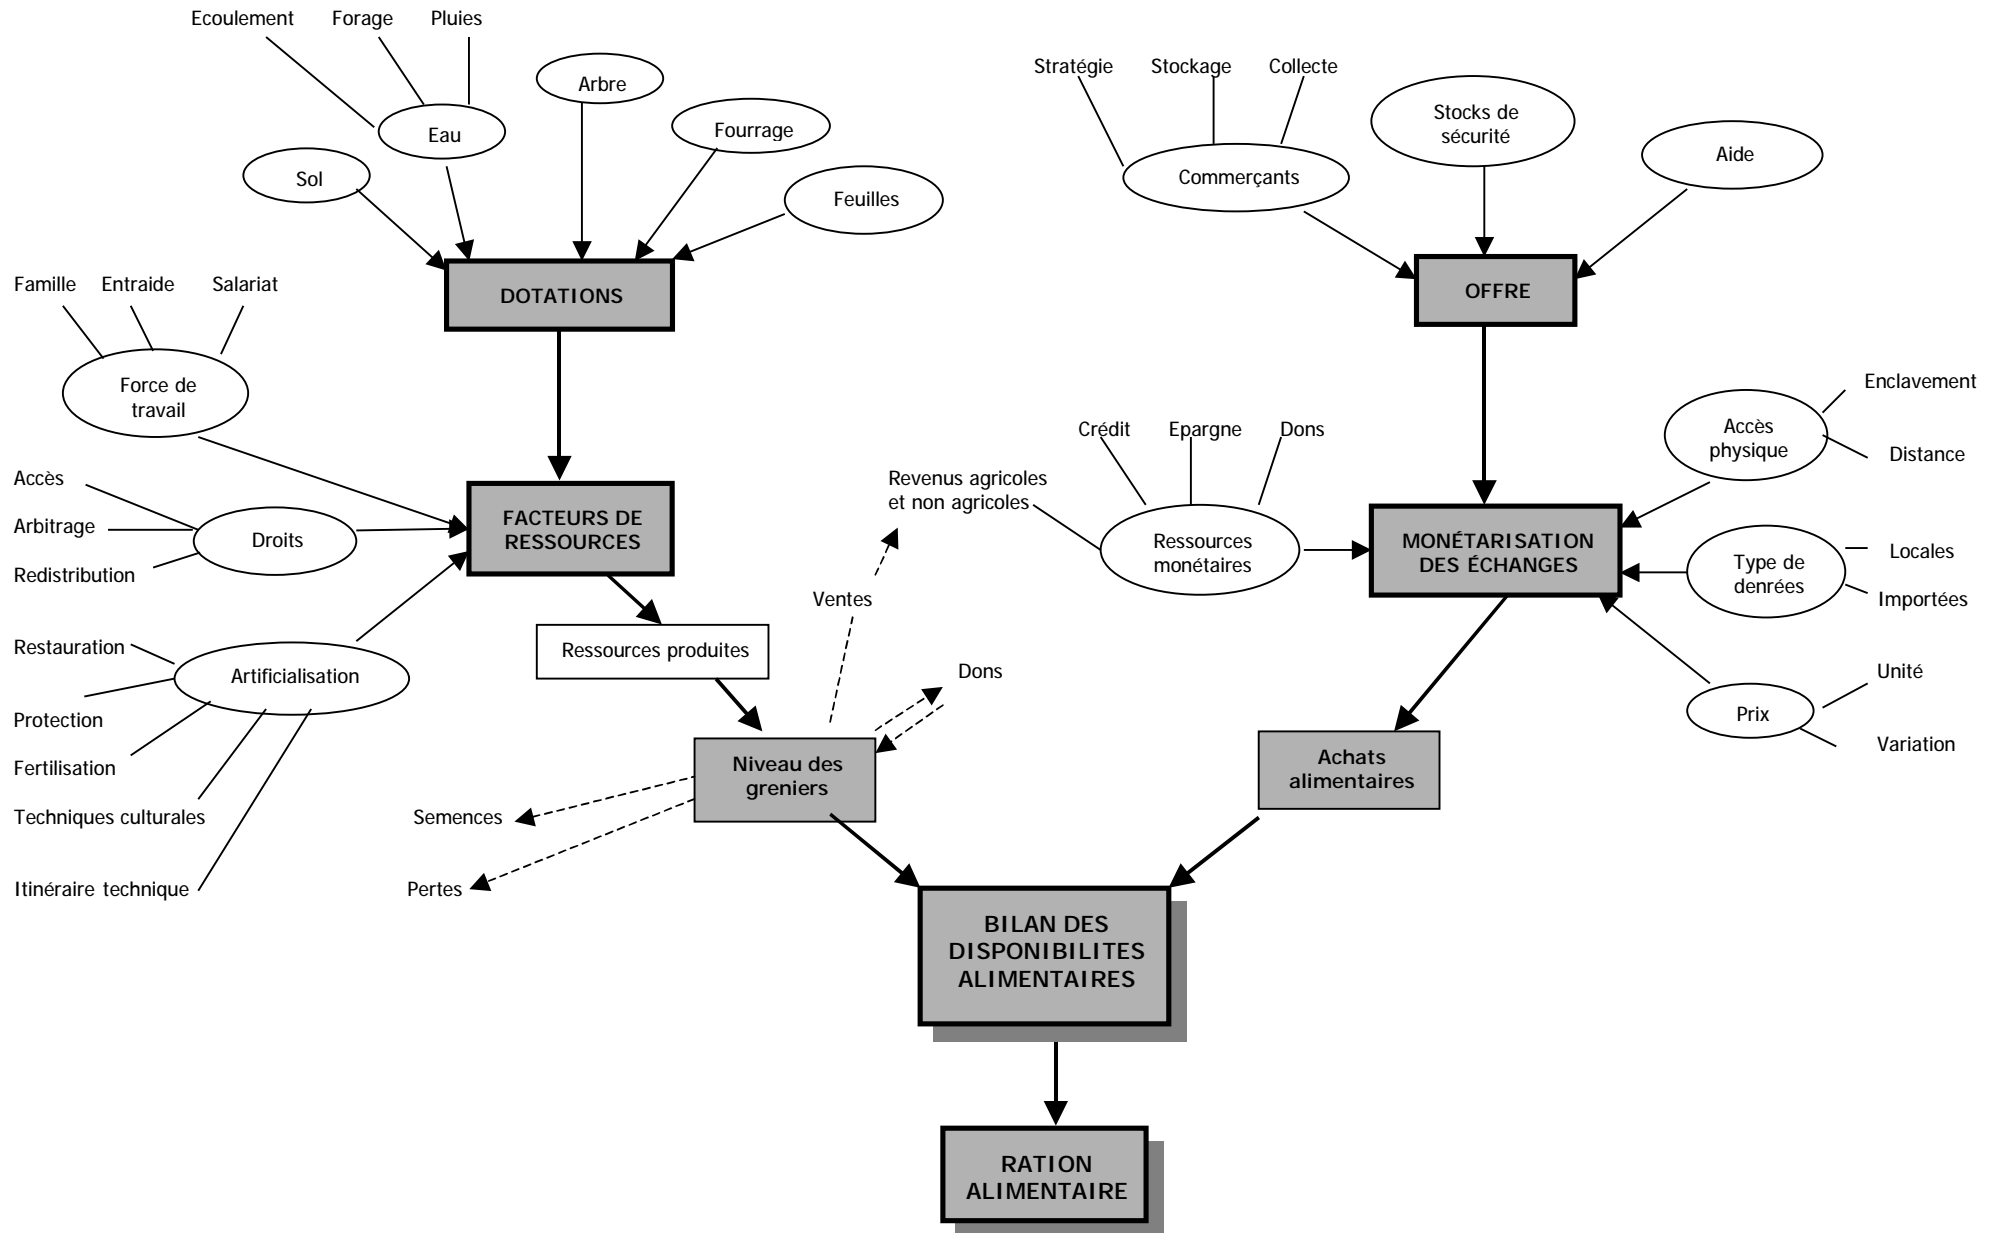 Ecoulement Forage Pluies
Arbre
Eau
Fourrage
Sol
Feuilles
DOTATIONS
Famille Entraide Salariat
Force de
travail
Accès
Arbitrage
Redistribution
Droits
FACTEURS DE
RESSOURCES
Restauration
Protection
Fertilisation
Techniques culturales
Itinéraire technique
Artificialisation
Ressources produites
Ventes
Dons
Niveau des
greniers
Semences
Pertes
Stratégie Stockage Collecte
Commerçants
Stocks de
sécurité
Aide
OFFRE
Crédit Epargne Dons
Revenus agricoles
et non agricoles
Ressources
monétaires
MONÉTARISATION
DES ÉCHANGES
Accès
physique
Enclavement
Distance
Type de
denrées
Locales
Importées
Prix
Unité
Variation
Achats
alimentaires
BILAN DES
DISPONIBILITES
ALIMENTAIRES
RATION
ALIMENTAIRE